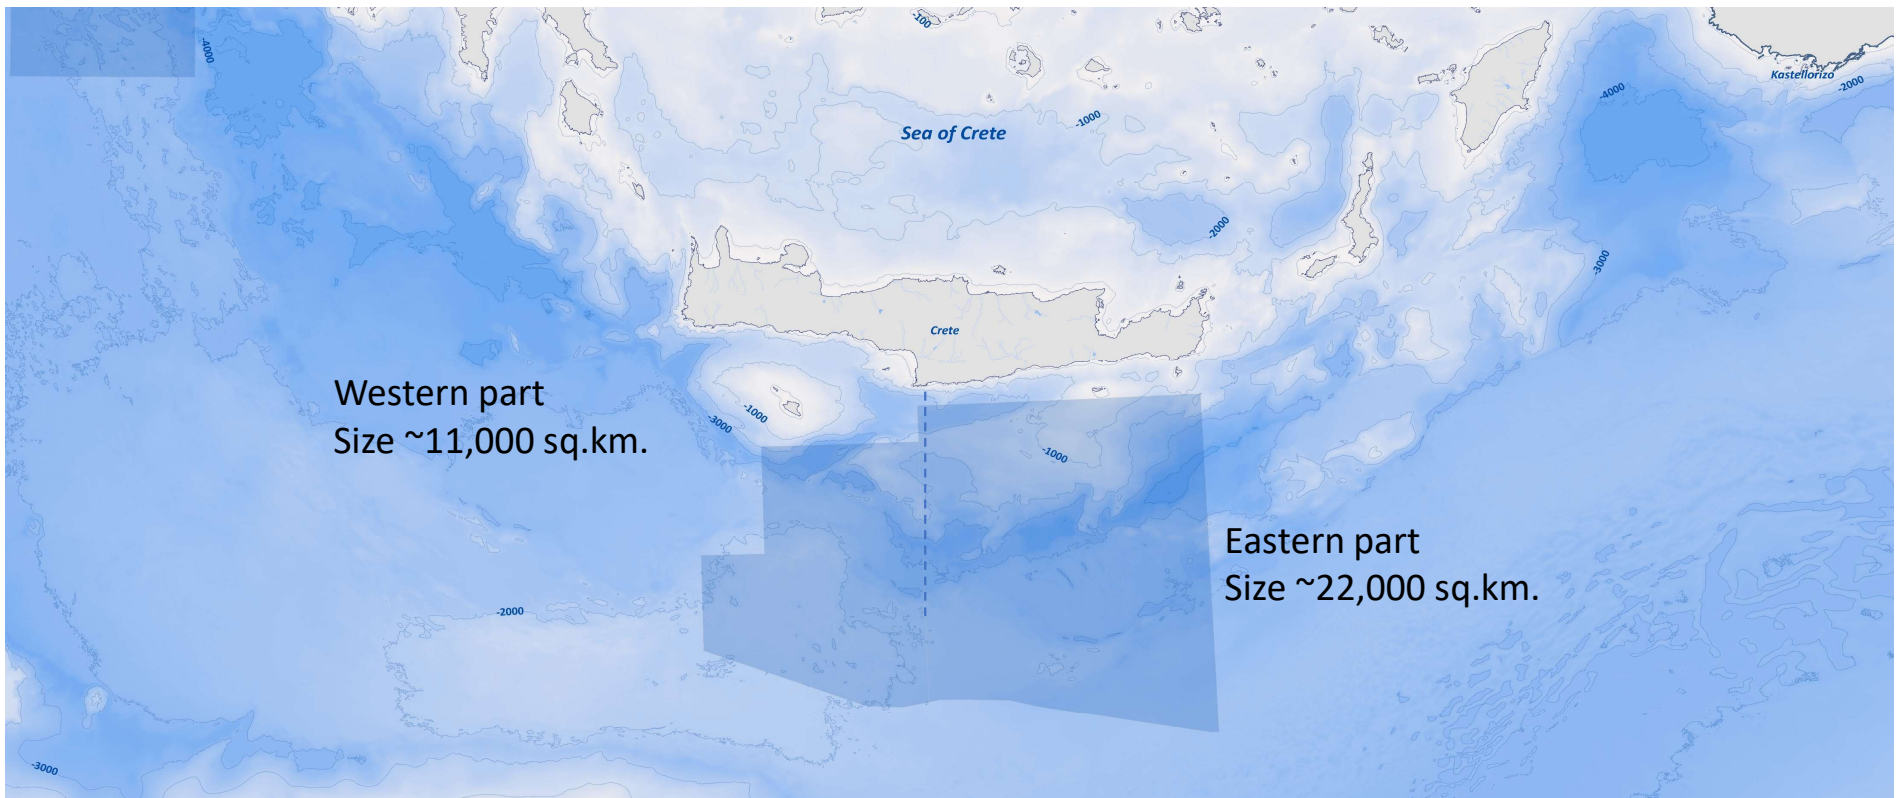 -100
-4000
Kastellorizo
-2000
-4000
-1000
Sea of Crete
-2000
-3000
Crete
Western part
Size ~11,000 sq.km.
-1000
-3000
-1000
Eastern part
Size ~22,000 sq.km.
-2000
-3000